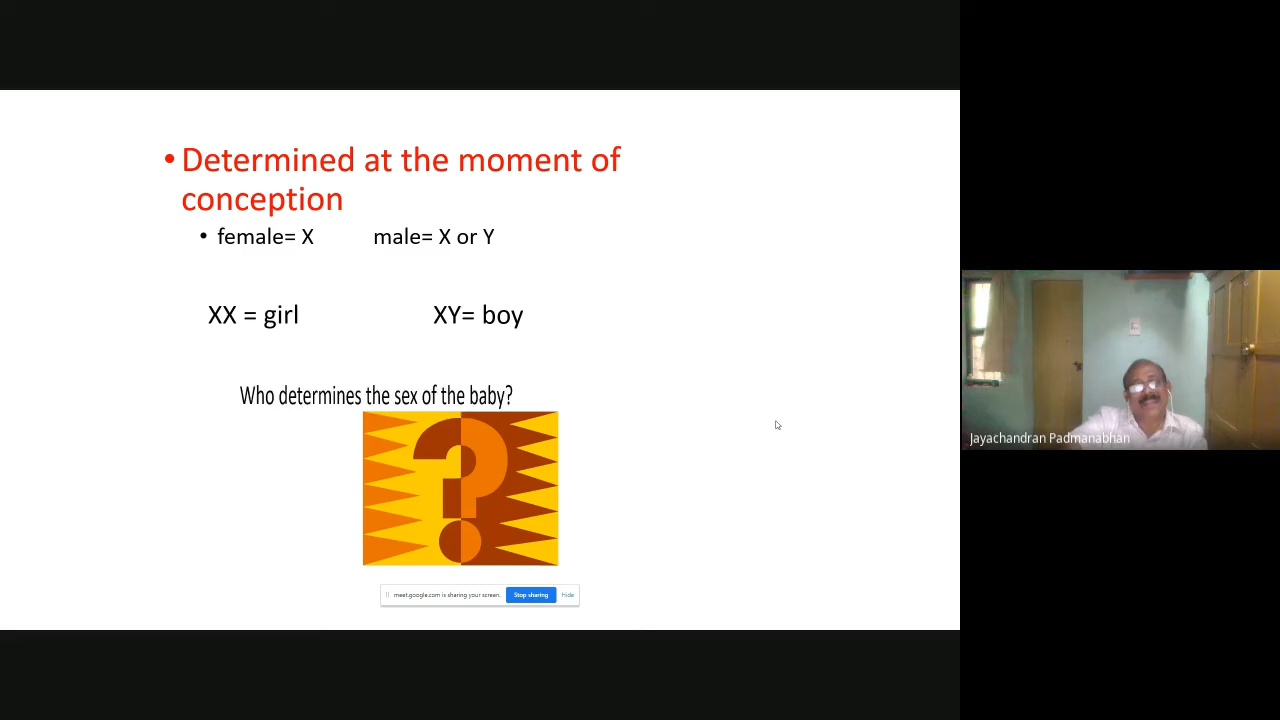 • Determined at the moment of
conception
• female= X male= X or Y
XX = girl XY= boy
Who determines the sex of the baby?
?
meet.google.com is sharing your screen. Stop sharing Hide
Jayachandran Padmanabhan